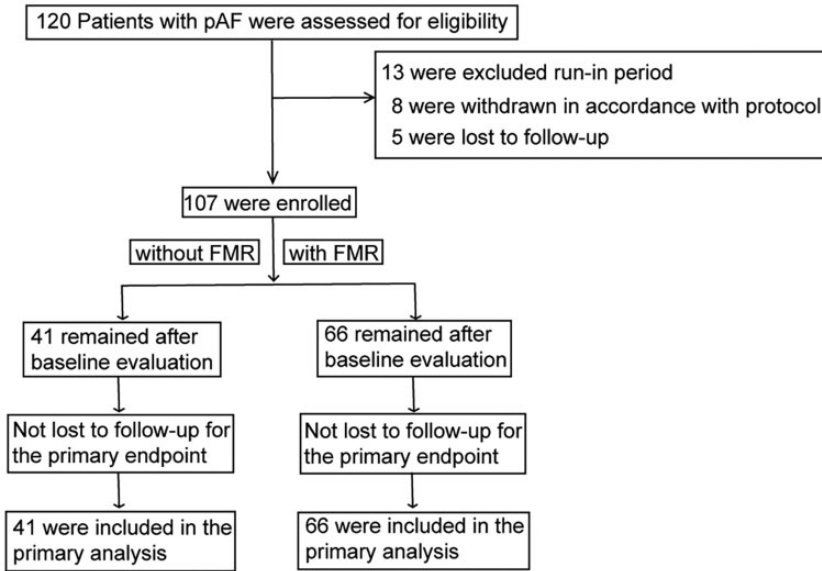 120 Patients with pAF were assessed for eligibility
13 were excluded run-in period
8 were withdrawn in accordance with protocol
5 were lost to follow-up
107 were enrolled
without FMR
with FMR
41 remained after
baseline evaluation
66 remained after
baseline evaluation
Not lost to follow-up for
the primary endpoint
Not lost to follow-up for
the primary endpoint
41 were included in the
primary analysis
66 were included in the
primary analysis